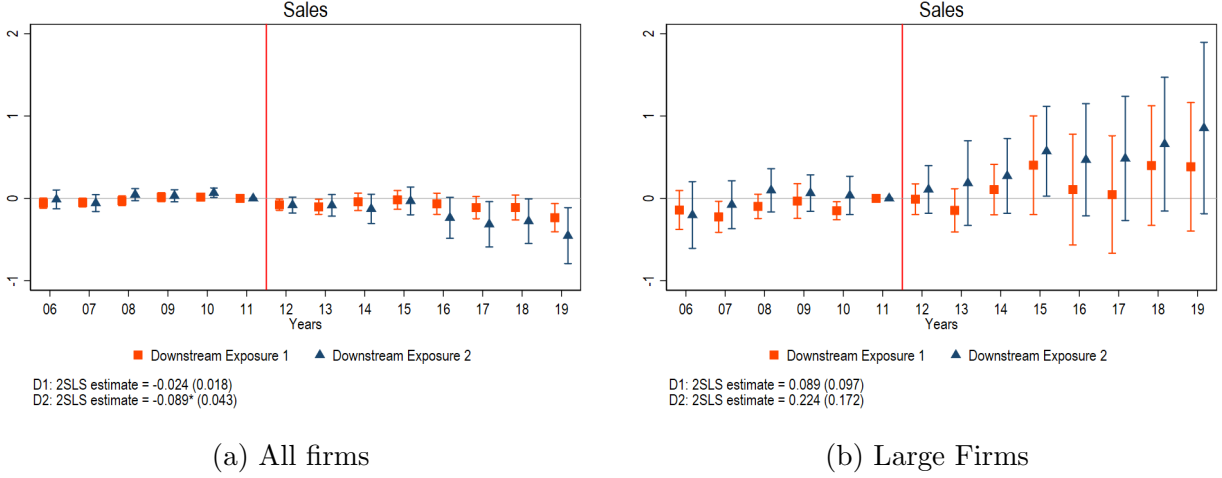 Sales
2
1
0
-1
06 07 08 09 10 11 12 13 14 15 16 17 18 19
Years
Downstream Exposure 1 Downstream Exposure 2
D1: 2SLS estimate = -0.024 (0.018)
D2: 2SLS estimate = -0.089* (0.043)
(a) All firms
Sales
2
1
0
-1
06 07 08 09 10 11 12 13 14 15 16 17 18 19
Years
Downstream Exposure 1 Downstream Exposure 2
D1: 2SLS estimate = 0.089 (0.097)
D2: 2SLS estimate = 0.224 (0.172)
(b) Large Firms